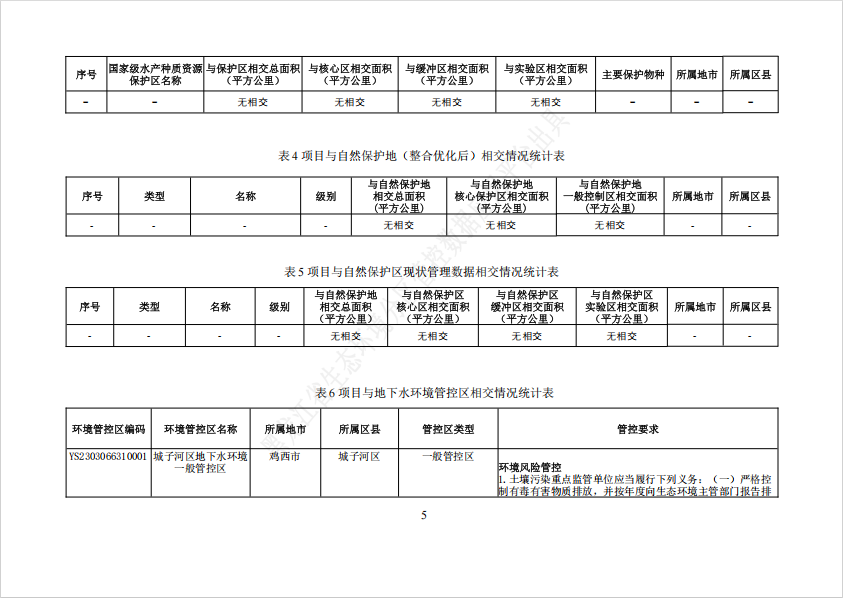 序号 国家级水产种质资源保护区名称 与保护区相交总面积（平方公里） 与核心区相交面积（平方公里） 与缓冲区相交面积（平方公里） 与实验区相交面积（平方公里） 主要保护物种 所属地市 所属区县
- - 无相交 无相交 无相交 无相交 - - -
表4 项目与自然保护地（整合优化后）相交情况统计表
序号 类型 名称 级别 与自然保护地相交总面积(平方公里) 与自然保护地核心保护区相交面积(平方公里) 与自然保护地一般控制区相交面积(平方公里) 所属地市 所属区县
- - - - 无相交 无相交 无相交 - -
表5 项目与自然保护区现状管理数据相交情况统计表
序号 类型 名称 级别 与自然保护地相交总面积（平方公里） 与自然保护区核心区相交面积（平方公里） 与自然保护区缓冲区相交面积（平方公里） 与自然保护区实验区相交面积（平方公里） 所属地市 所属区县
- - - - 无相交 无相交 无相交 无相交 - -
表6 项目与地下水环境管控区相交情况统计表
环境管控区编码 环境管控区名称 所属地市 所属区县 管控区类型 管控要求
YS2303066310001 城子河区地下水环境一般管控区 鸡西市 城子河区 一般管控区
环境风险管控
1.土壤污染重点监管单位应当履行下列义务：（一）严格控
制有毒有害物质排放，并按年度向生态环境主管部门报告排
5